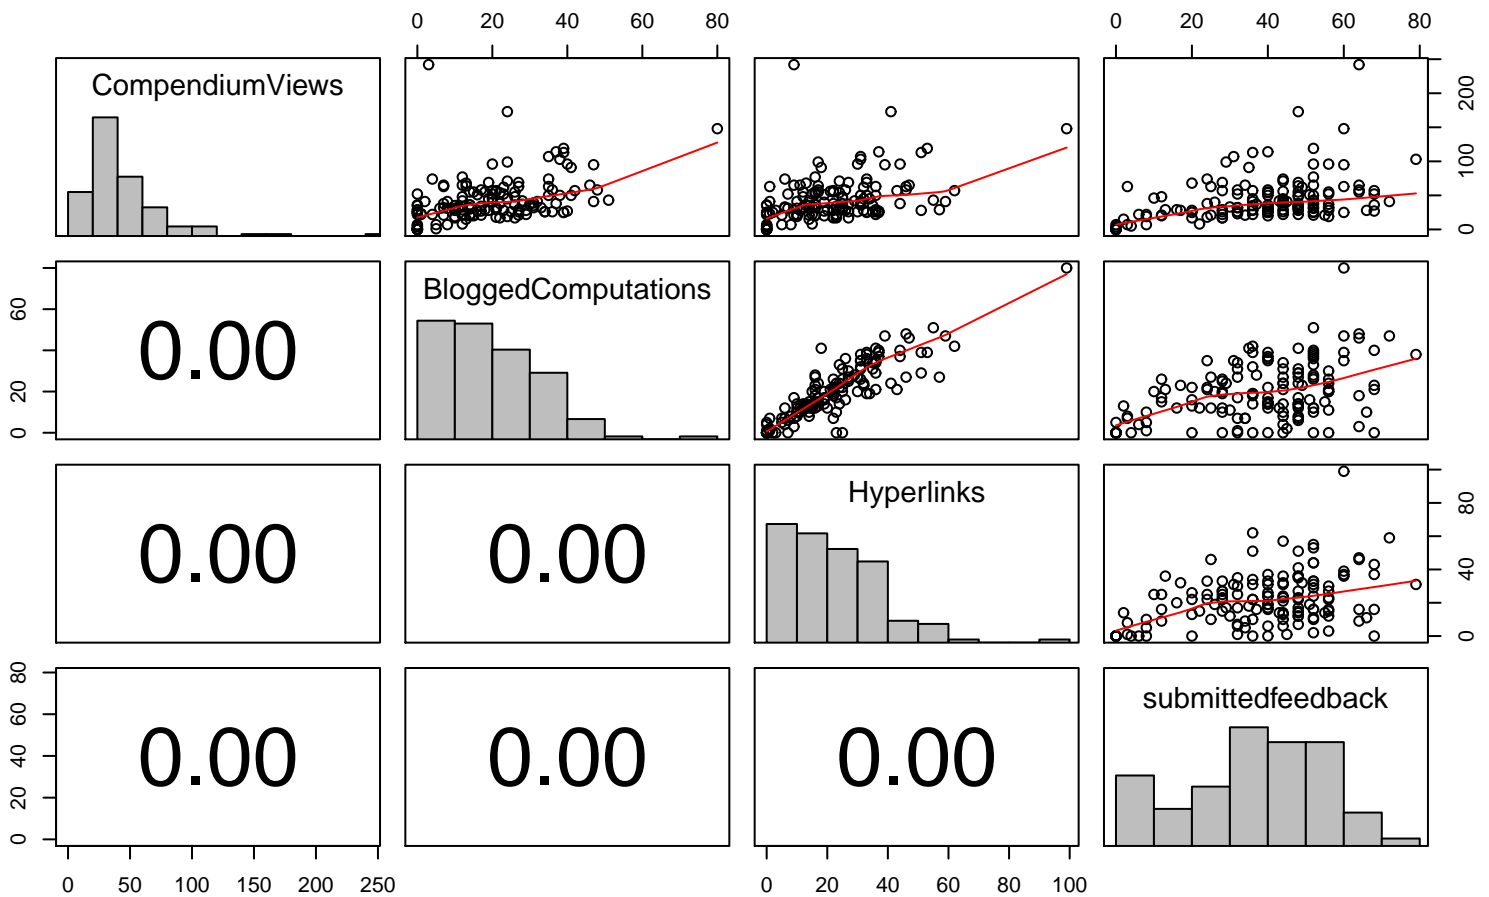 0 20 40 60 80 0 20 40 60 80
CompendiumViews
0 100 200
BloggedComputations
0 20 60
0.00
Hyperlinks
0.00 0.00
0 40 80
submittedfeedback
0 20 40 60 80
0.00 0.00 0.00
0 50 100 150 200 250 0 20 40 60 80 100